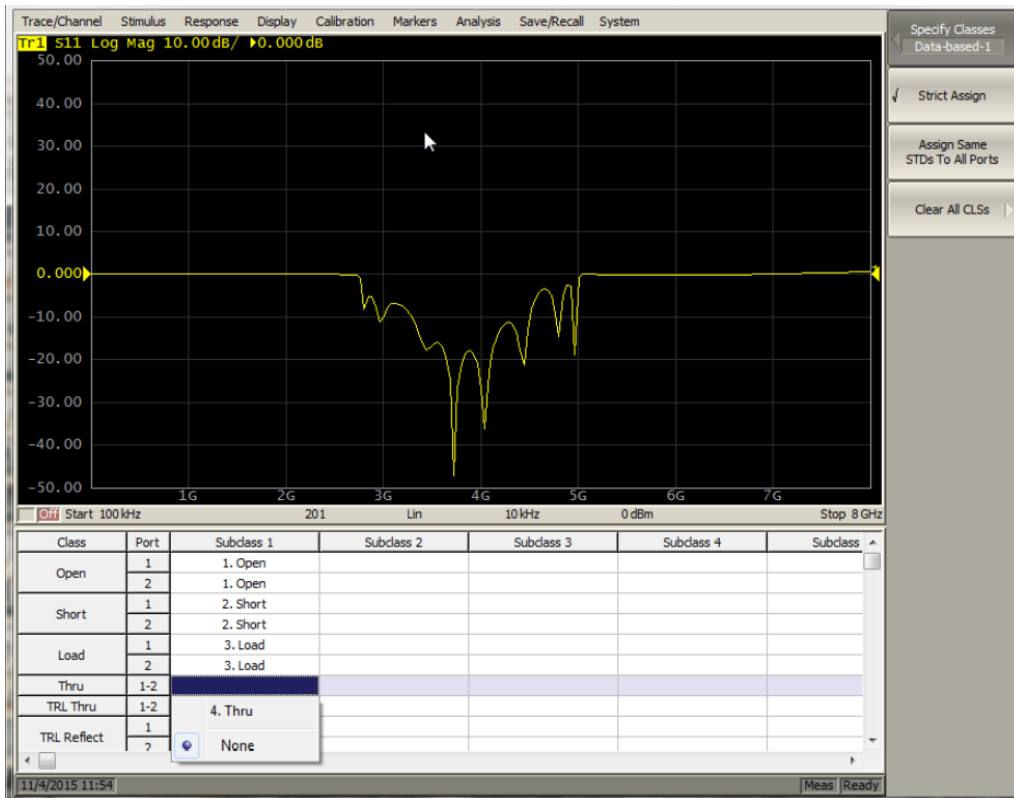 Trace/Channel Stimulus Response Display Calibration Markers Analysis Save/Recall System
Tr1 S11 Log Mag 10.00dB/ 0.000dB
50.00
40.00
30.00
20.00
10.00
0.000
-10.00
-20.00
-30.00
-40.00
-50.00
1G 2G 3G 4G 5G 6G 7G
Off Start 100 kHz 201 Lin 10 kHz 0 dBm Stop 8 GHz
Class Port Subclass 1 Subclass 2 Subclass 3 Subclass 4 Subclass
Open 1 1. Open
2 1. Open
Short 1 2. Short
2 2. Short
Load 1 3. Load
2 3. Load
Thru 1-2
TRL Thru 1-2
4. Thru
TRL Reflect 1
2
None
11/4/2015 11:54 Meas Ready
Specify Classes
Data-based-1
√ Strict Assign
Assign Same
STDs To All Ports
Clear All CLSs